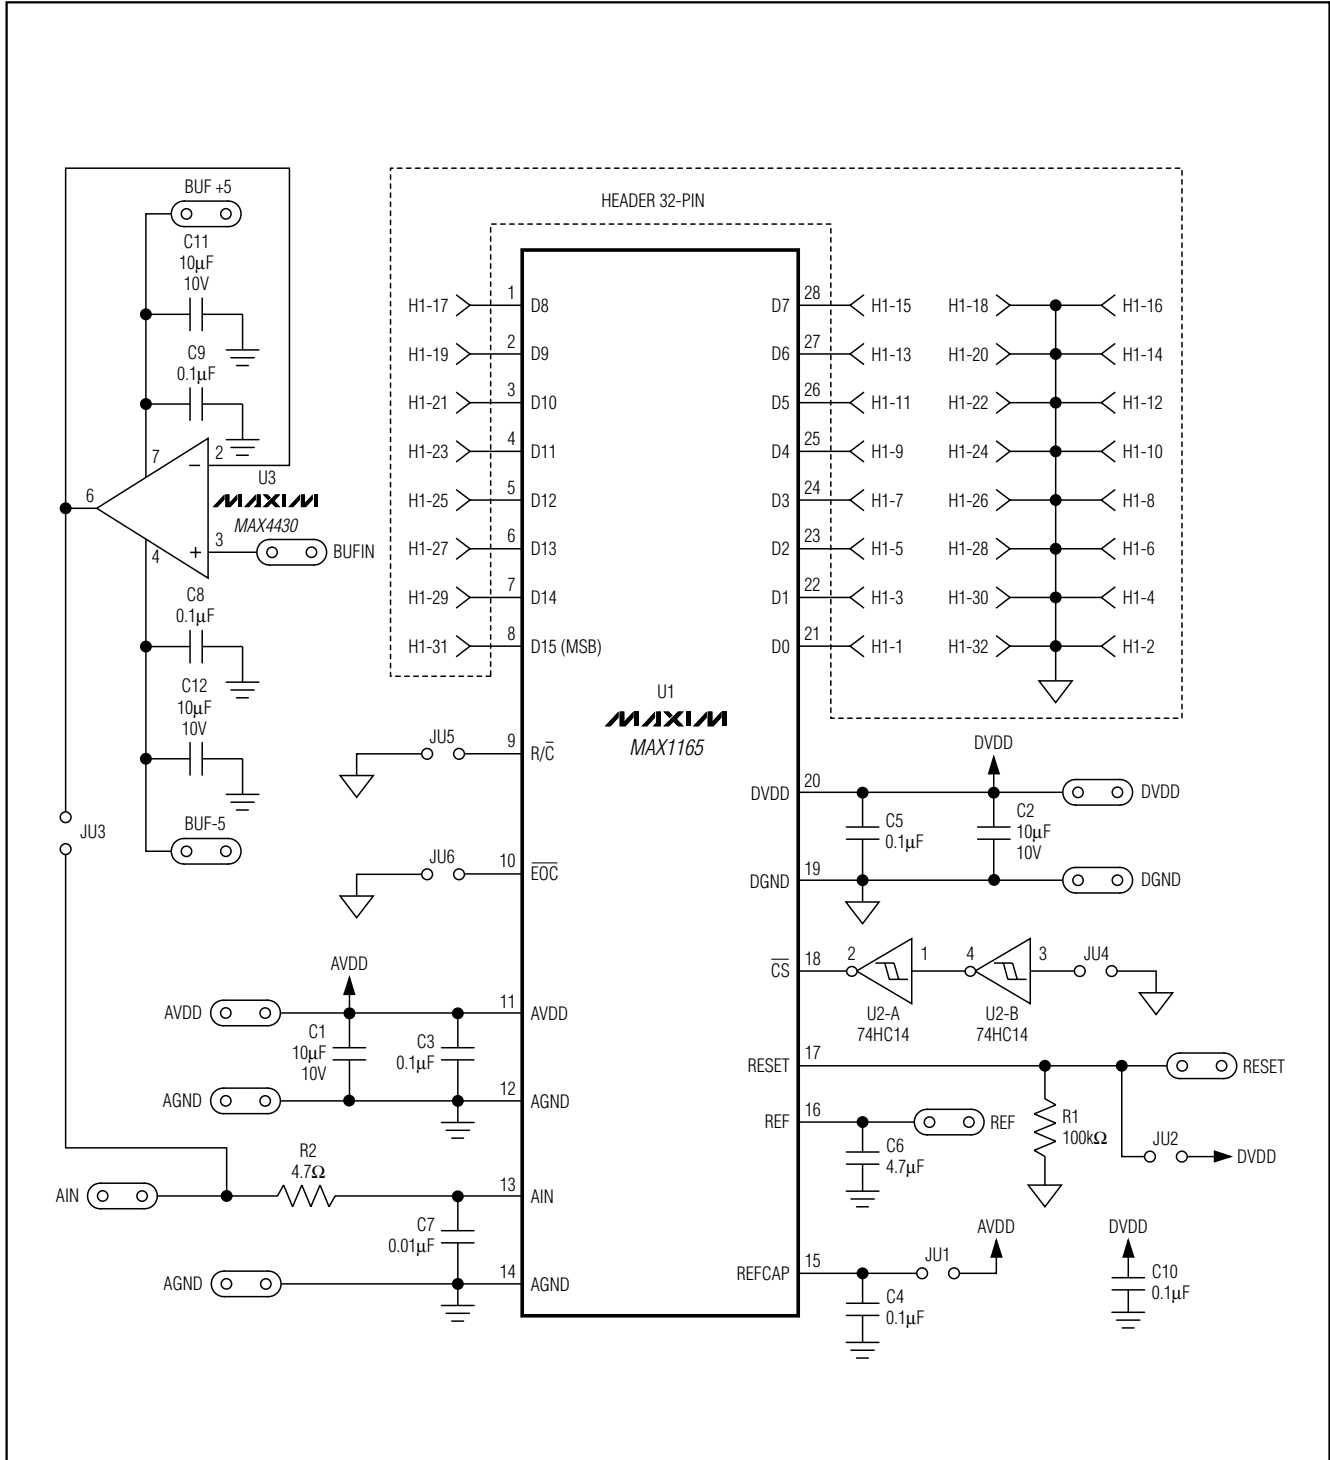 BUF +5
C11
10µF
10V
C9
0.1µF
7
2
6
U3
MAXIM
MAX4430
4
3
BUFIN
C8
0.1µF
C12
10µF
10V
BUF-5
JU3
HEADER 32-PIN
H1-17 1 D8
H1-19 2 D9
H1-21 3 D10
H1-23 4 D11
H1-25 5 D12
H1-27 6 D13
H1-29 7 D14
H1-31 8 D15 (MSB)
D7 28 H1-15 H1-18 H1-16
D6 27 H1-13 H1-20 H1-14
D5 26 H1-11 H1-22 H1-12
D4 25 H1-9 H1-24 H1-10
D3 24 H1-7 H1-26 H1-8
D2 23 H1-5 H1-28 H1-6
D1 22 H1-3 H1-30 H1-4
D0 21 H1-1 H1-32 H1-2
U1
MAXIM
MAX1165
JU5 9 R/C̅
JU6 10 E̅O̅C̅
AVDD
AVDD 11 AVDD
C1
10µF
10V
C3
0.1µF
AGND 12 AGND
R2
4.7Ω
AIN 13 AIN
C7
0.01µF
AGND 14 AGND
DVDD
DVDD 20 DVDD
C5
0.1µF
C2
10µF
10V
DGND 19 DGND
C̅S̅ 18 2 1 4 3 JU4
U2-A
74HC14
U2-B
74HC14
RESET 17 RESET
REF 16 REF
C6
4.7µF
R1
100kΩ
JU2 DVDD
REFCAP 15 JU1 AVDD
C4
0.1µF
DVDD
C10
0.1µF